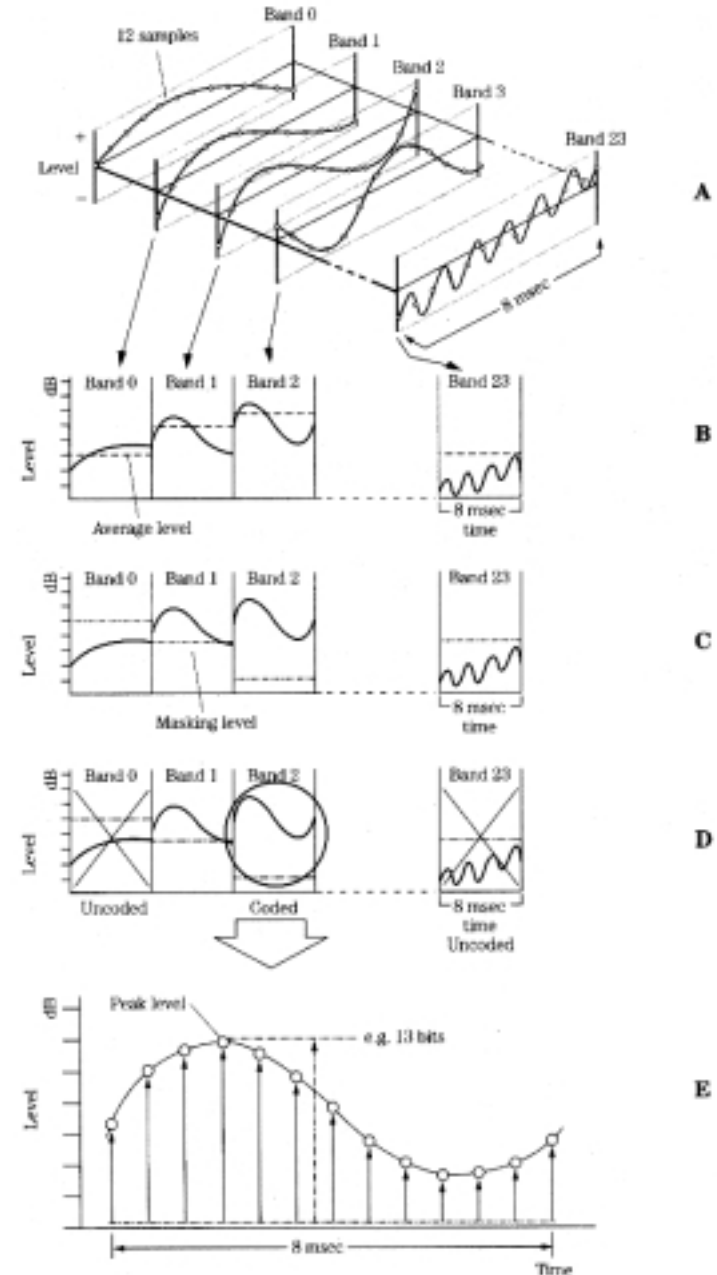 Band 0
12 samples
Band 1
Band 2
Band 3
Band 23
+
Level
−
A
8 msec
dB
Band 0
Band 1
Band 2
Band 23
B
Level
Average level
8 msec
time
dB
Band 0
Band 1
Band 2
Band 23
C
Level
Masking level
8 msec
time
dB
Band 0
Band 1
Band 2
Band 23
D
Level
Uncoded
Coded
8 msec
time
Uncoded
dB
Peak level
e.g. 13 bits
E
Level
8 msec
Time